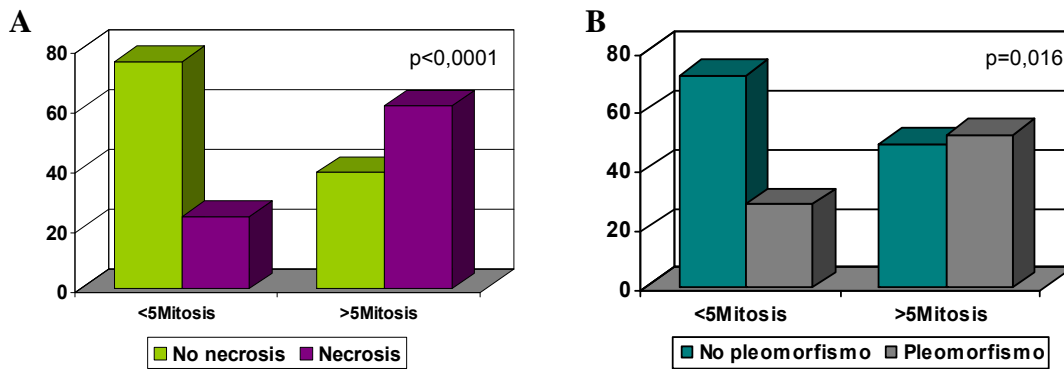 A
p<0,0001
80
60
40
20
0
<5Mitosis >5Mitosis
No necrosis Necrosis
B
p=0,016
80
60
40
20
0
<5Mitosis >5Mitosis
No pleomorfismo Pleomorfismo